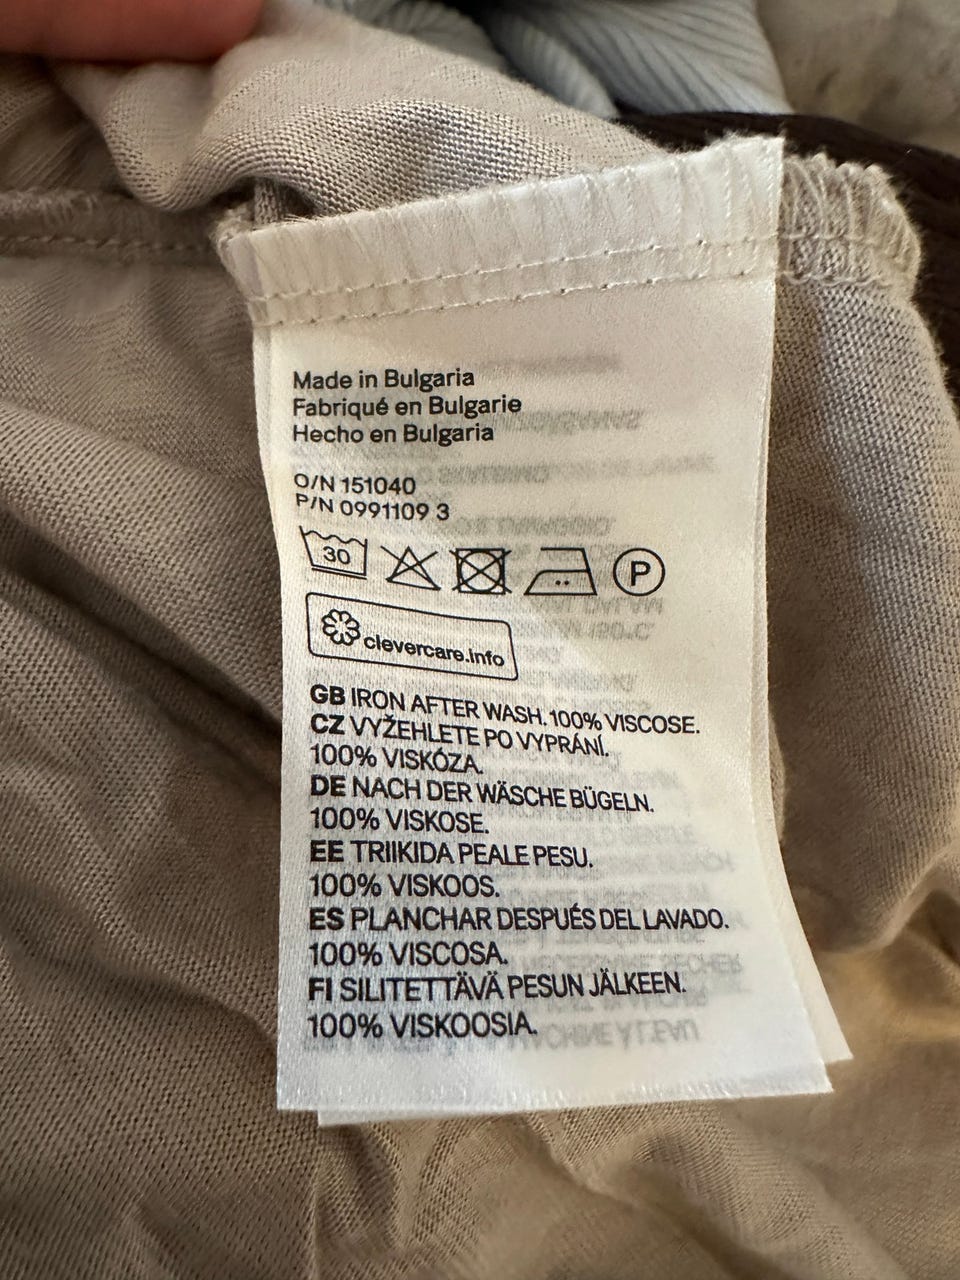 Made in Bulgaria
Fabriqué en Bulgarie
Hecho en Bulgaria
O/N 151040
P/N 0991109 3
30
P
clevercare.info
GB IRON AFTER WASH. 100% VISCOSE.
CZ VYŽEHLETE PO VYPRÁNÍ.
100% VISKÓZA.
DE NACH DER WÄSCHE BÜGELN.
100% VISKOSE.
EE TRIIKIDA PEALE PESU.
100% VISKOOS.
ES PLANCHAR DESPUÉS DEL LAVADO.
100% VISCOSA.
FI SILITETTÄVÄ PESUN JÄLKEEN.
100% VISKOOSIA.